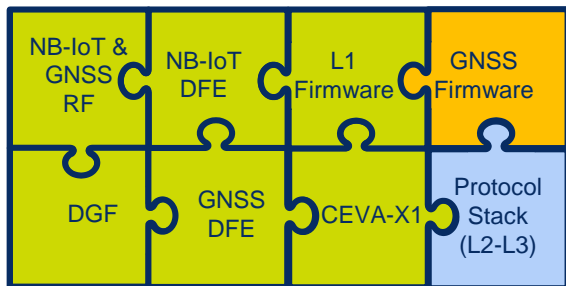 NB-IoT &
GNSS
RF
NB-IoT
DFE
L1
Firmware
GNSS
Firmware
DGF
GNSS
DFE
CEVA-X1
Protocol
Stack
(L2-L3)